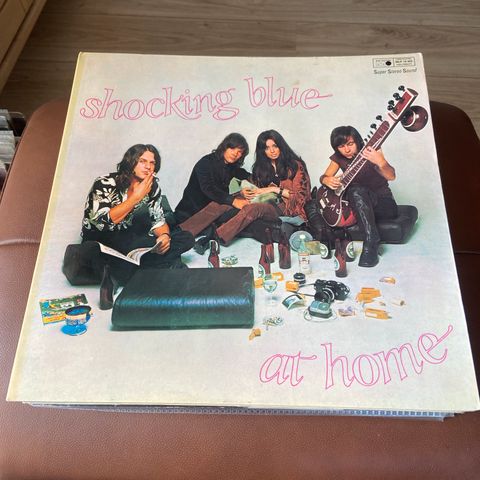 shocking blue
Super Stereo Sound
at home